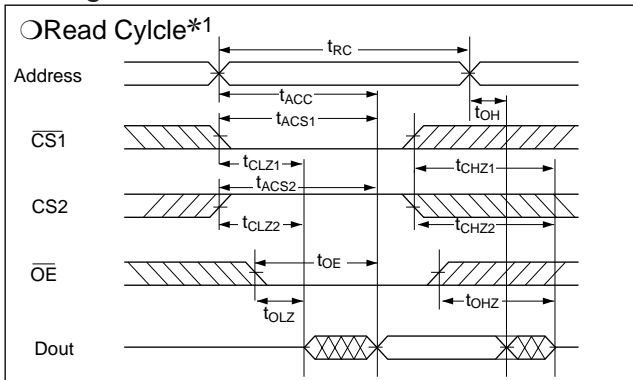 ❍Read Cylcle*1
tRC
Address
tACC
tOH
tACS1
CS1
tCLZ1
tCHZ1
tACS2
CS2
tCLZ2
tCHZ2
tOE
OE
tOLZ
tOHZ
Dout